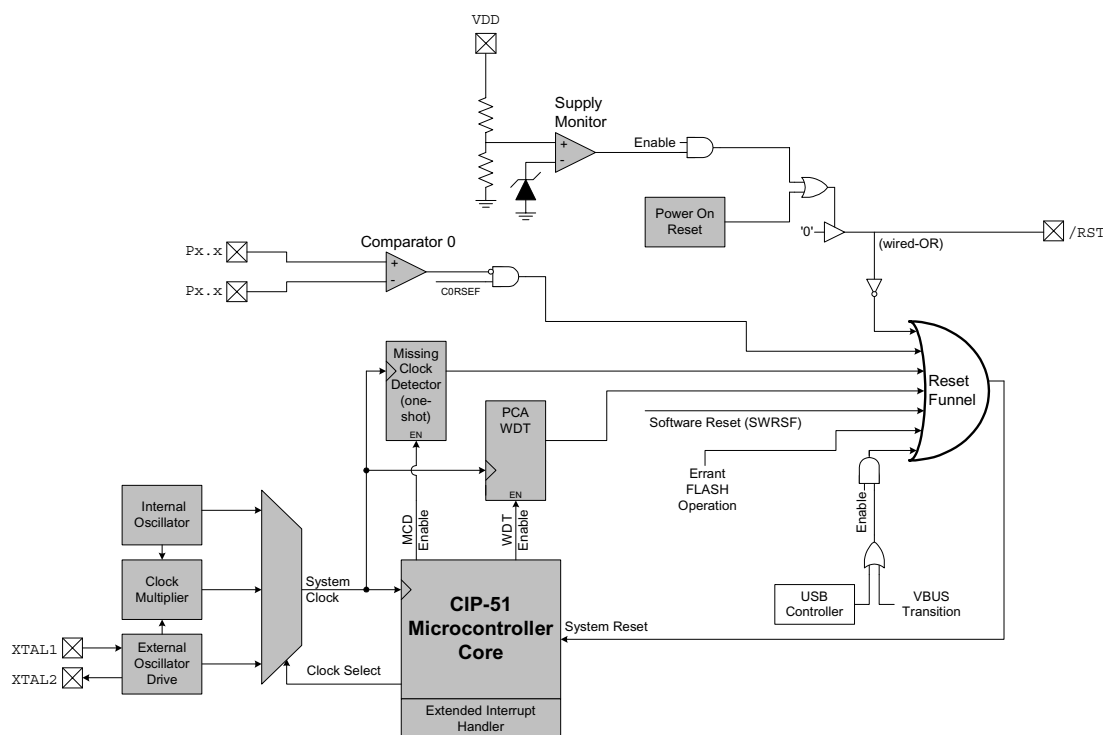 VDD
Supply
Monitor
+
-
Enable
Power On
Reset
'0'
(wired-OR)
/RST
Px.x
Px.x
Comparator 0
+
-
C0RSEF
Missing
Clock
Detector
(one-
shot)
EN
PCA
WDT
EN
Reset
Funnel
Software Reset (SWRSF)
Errant
FLASH
Operation
Enable
Internal
Oscillator
Clock
Multiplier
External
Oscillator
Drive
XTAL1
XTAL2
System
Clock
Clock Select
MCD
Enable
WDT
Enable
CIP-51
Microcontroller
Core
Extended Interrupt
Handler
System Reset
USB
Controller
VBUS
Transition